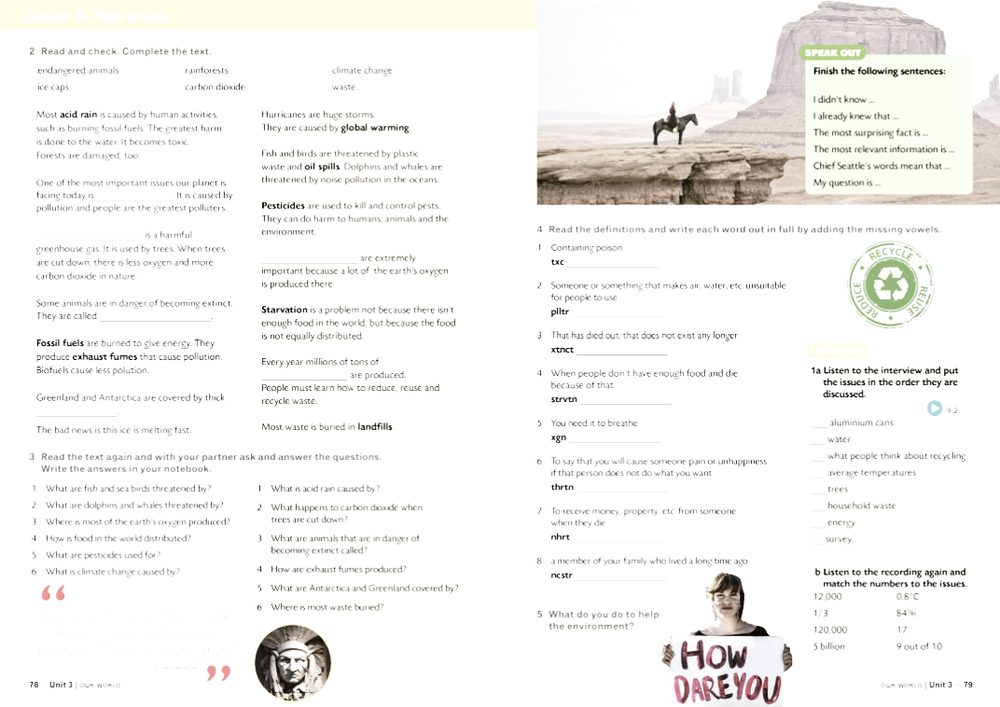 Lesson 9 · Take action
2 Read and check. Complete the text.
endangered animals rainforests climate change
ice caps carbon dioxide waste
Most acid rain is caused by human activities,
such as burning fossil fuels. The greatest harm
is done to the water. It becomes toxic.
Forests are damaged, too.
One of the most important issues our planet is
facing today is ____. It is caused by
pollution and people are the greatest polluters.
____ is a harmful
greenhouse gas. It is used by trees. When trees
are cut down, there is less oxygen and more
carbon dioxide in nature.
Some animals are in danger of becoming extinct.
They are called ____.
Fossil fuels are burned to give energy. They
produce exhaust fumes that cause pollution.
Biofuels cause less polution.
Greenland and Antarctica are covered by thick
____.
The bad news is this ice is melting fast.
Hurricanes are huge storms.
They are caused by global warming.
Fish and birds are threatened by plastic
waste and oil spills. Dolphins and whales are
threatened by noise pollution in the oceans.
Pesticides are used to kill and control pests.
They can do harm to humans, animals and the
environment.
____ are extremely
important because a lot of the earth's oxygen
is produced there.
Starvation is a problem not because there isn't
enough food in the world, but because the food
is not equally distributed.
Every year millions of tons of
____ are produced.
People must learn how to reduce, reuse and
recycle waste.
Most waste is buried in landfills.
3 Read the text again and with your partner ask and answer the questions.
Write the answers in your notebook.
1 What are fish and sea birds threatened by?
2 What are dolphins and whales threatened by?
3 Where is most of the earth's oxygen produced?
4 How is food in the world distributed?
5 What are pesticides used for?
6 What is climate change caused by?
1 What is acid rain caused by?
2 What happens to carbon dioxide when
trees are cut down?
3 What are animals that are in danger of
becoming extinct called?
4 How are exhaust fumes produced?
5 What are Antarctica and Greenland covered by?
6 Where is most waste buried?
78 · Unit 3 | OUR WORLD
SPEAK OUT
Finish the following sentences:
I didn't know ...
I already knew that ...
The most surprising fact is ...
The most relevant information is ...
Chief Seattle's words mean that ...
My question is ...
4 Read the definitions and write each word out in full by adding the missing vowels.
1 Containing poison
txc ____
2 Someone or something that makes air, water, etc. unsuitable
for people to use
plltr ____
3 That has died out, that does not exist any longer
xtnct ____
4 When people don't have enough food and die
because of that
strvtn ____
5 You need it to breathe
xgn ____
6 To say that you will cause someone pain or unhappiness
if that person does not do what you want
thrtn ____
7 To receive money, property, etc. from someone
when they die
nhrt ____
8 a member of your family who lived a long time ago
ncstr ____
5 What do you do to help
the environment?
HOW
DARE YOU
RECYCLE
REUSE
REDUCE
1a Listen to the interview and put
the issues in the order they are
discussed.
9.2.
____ aluminium cans
____ water
____ what people think about recycling
____ average temperatures
____ trees
____ household waste
____ energy
____ survey
b Listen to the recording again and
match the numbers to the issues.
12,000 0.8°C
1/3 84%
120,000 17
5 billion 9 out of 10
OUR WORLD | Unit 3 · 79